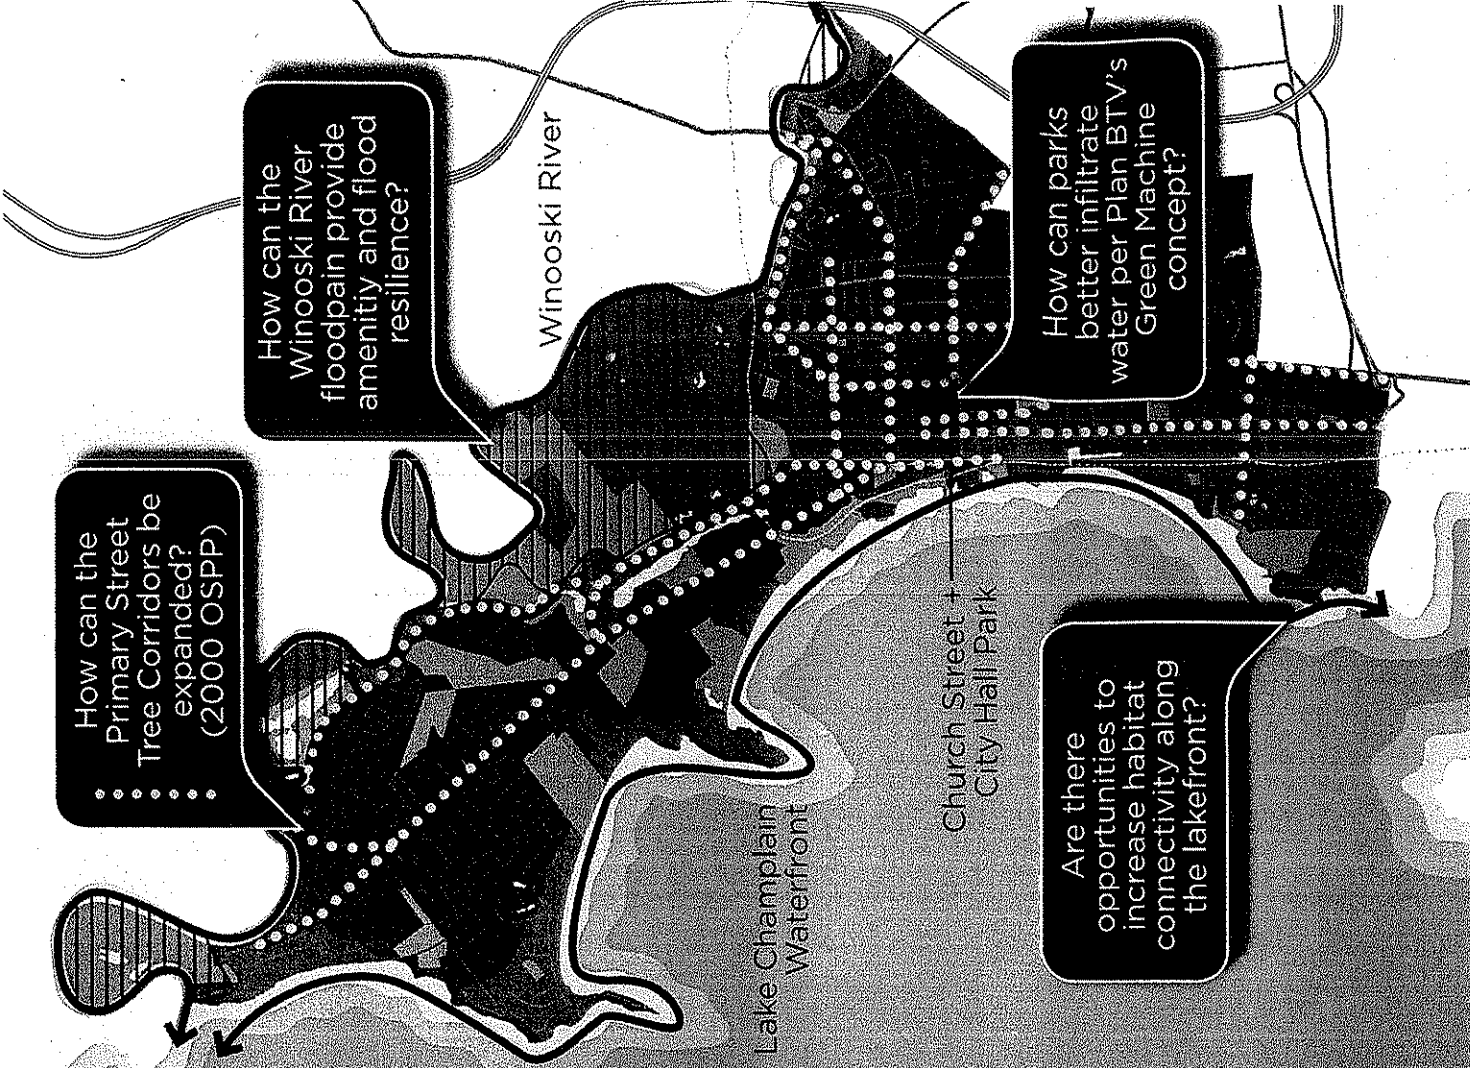 How can the
Primary Street
Tree Corridors be
expanded?
(2000 OSPP)
How can the
Winooski River
floodpain provide
amenitiy and flood
resilience?
Winooski River
Lake Champlain
Waterfront
Church Street +
City Hall Park
Are there
opportunities to
increase habitat
connectivity along
the lakefront?
How can parks
better infiltrate
water per Plan BTV's
Green Machine
concept?